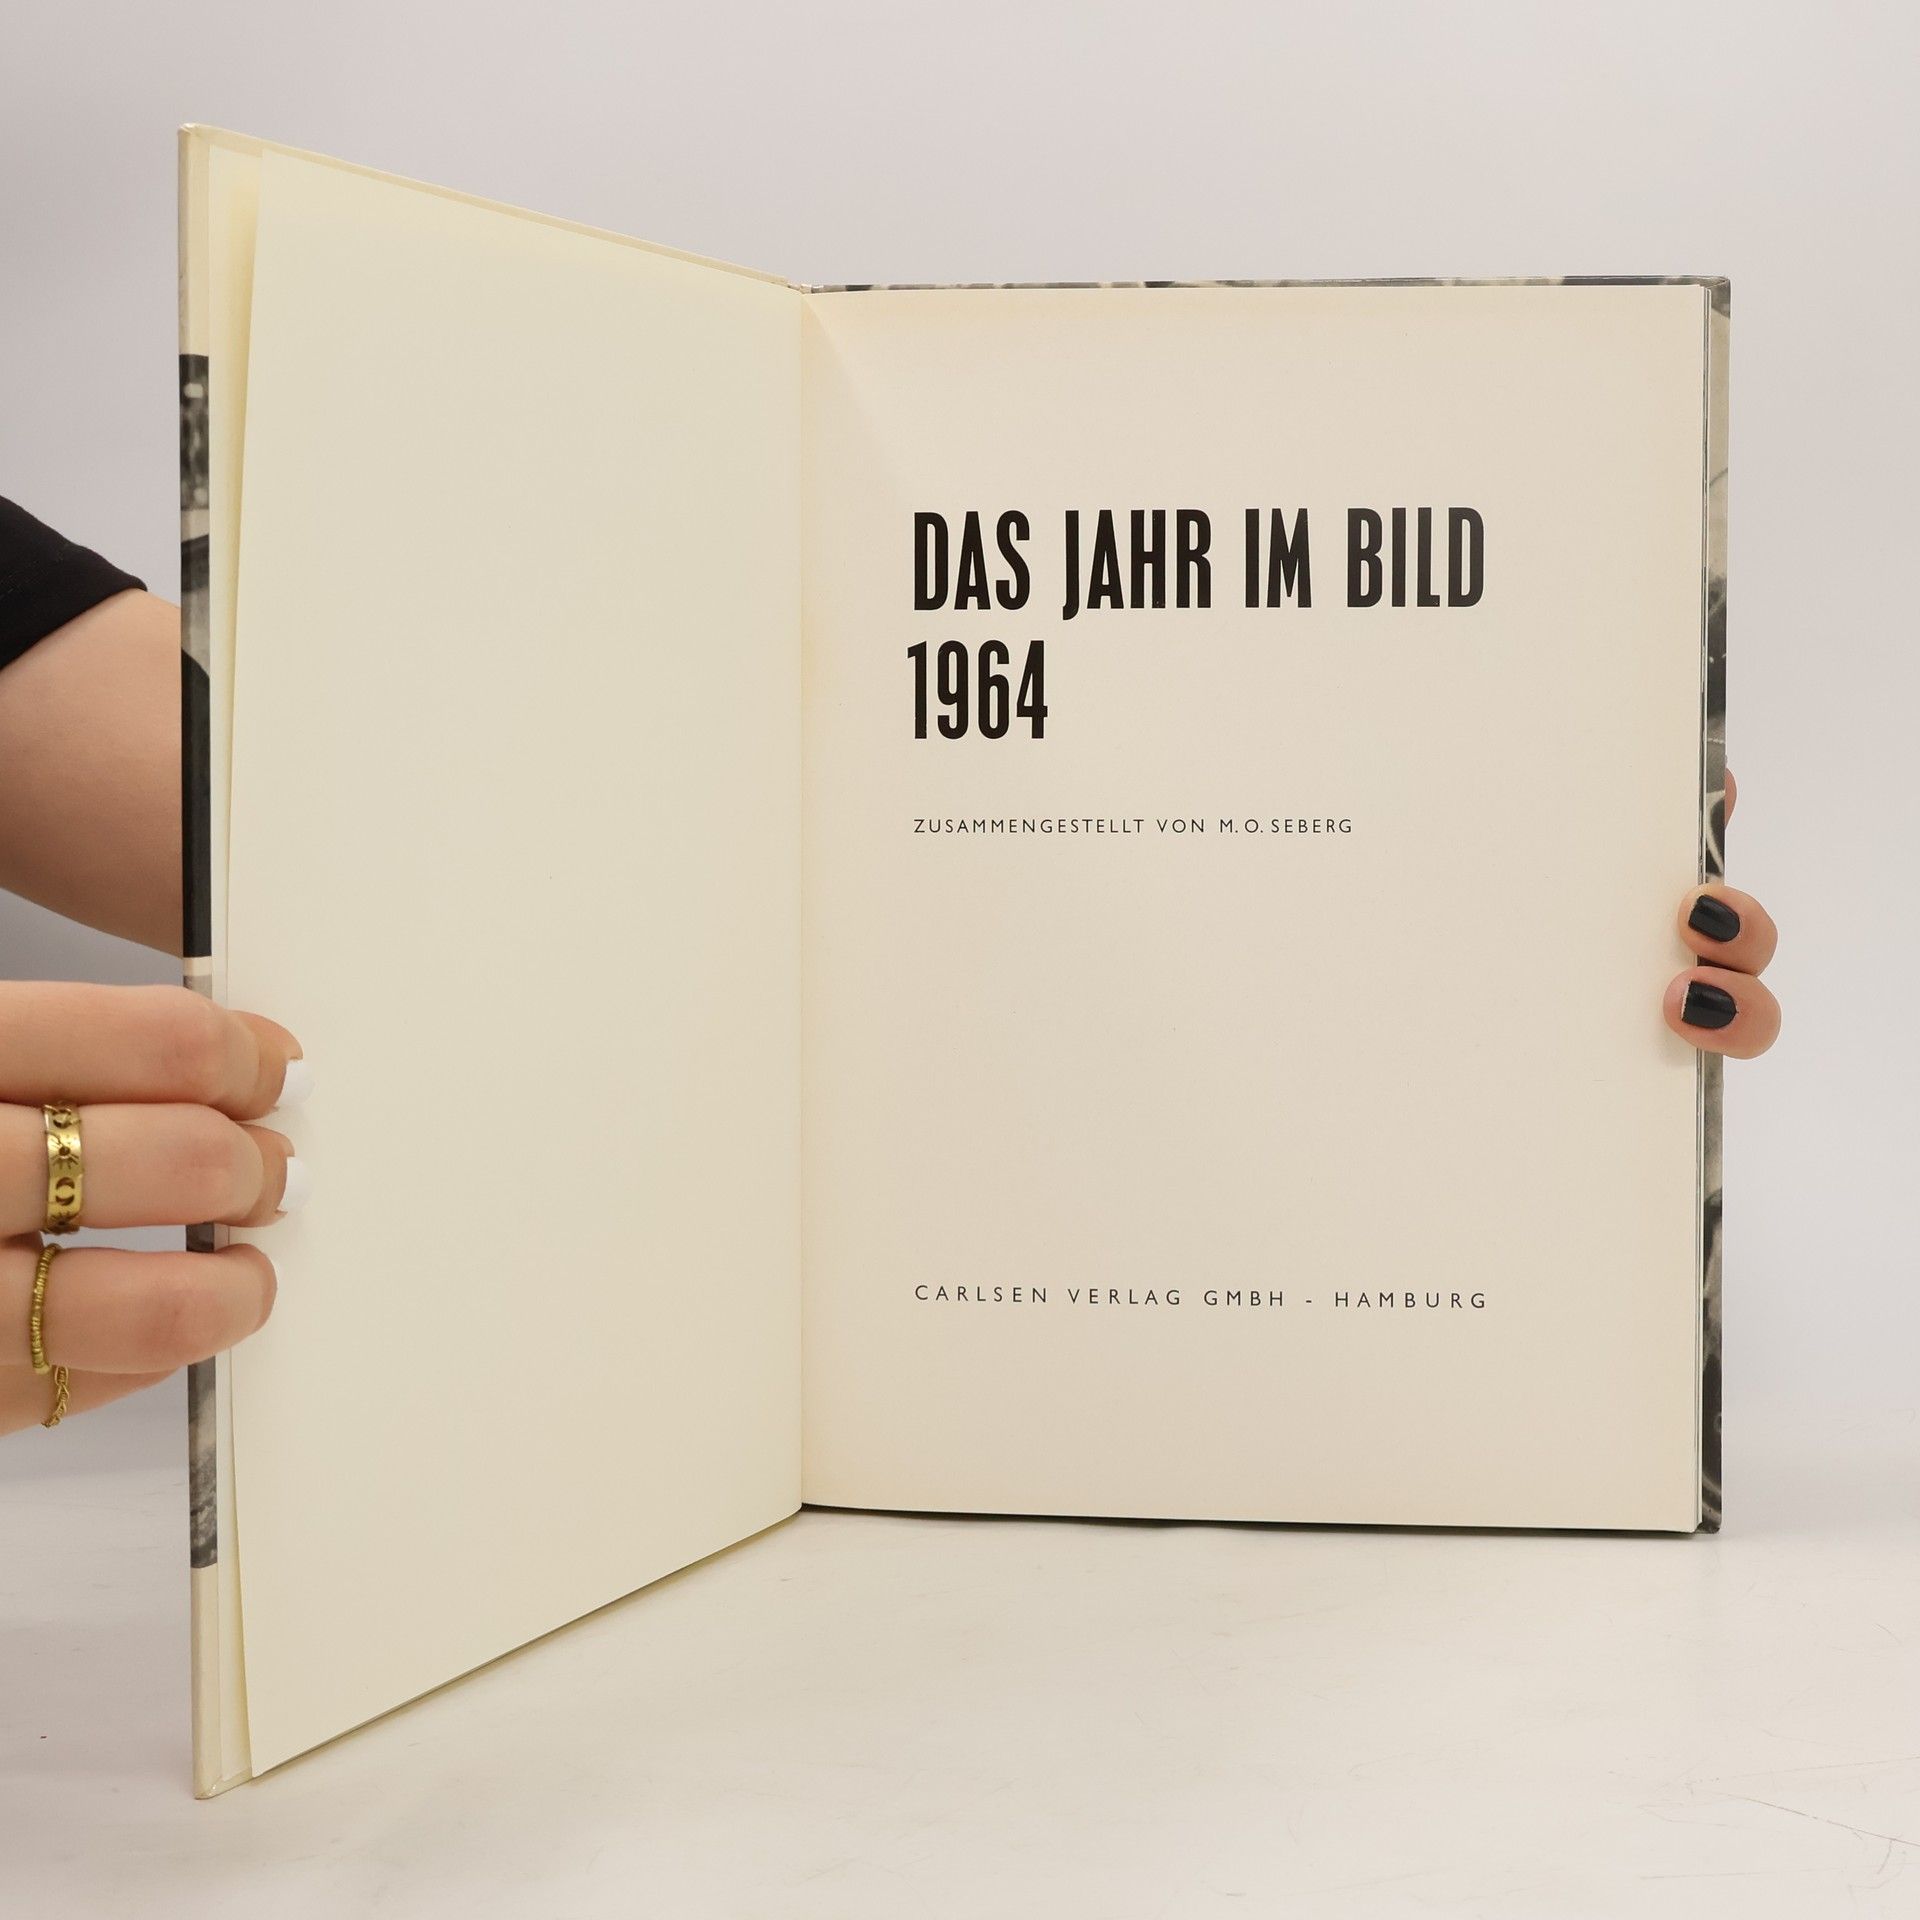 DAS JAHR IM BILD
1964
ZUSAMMENGESTELLT VON M. O. SEBERG
CARLSEN VERLAG GMBH - HAMBURG